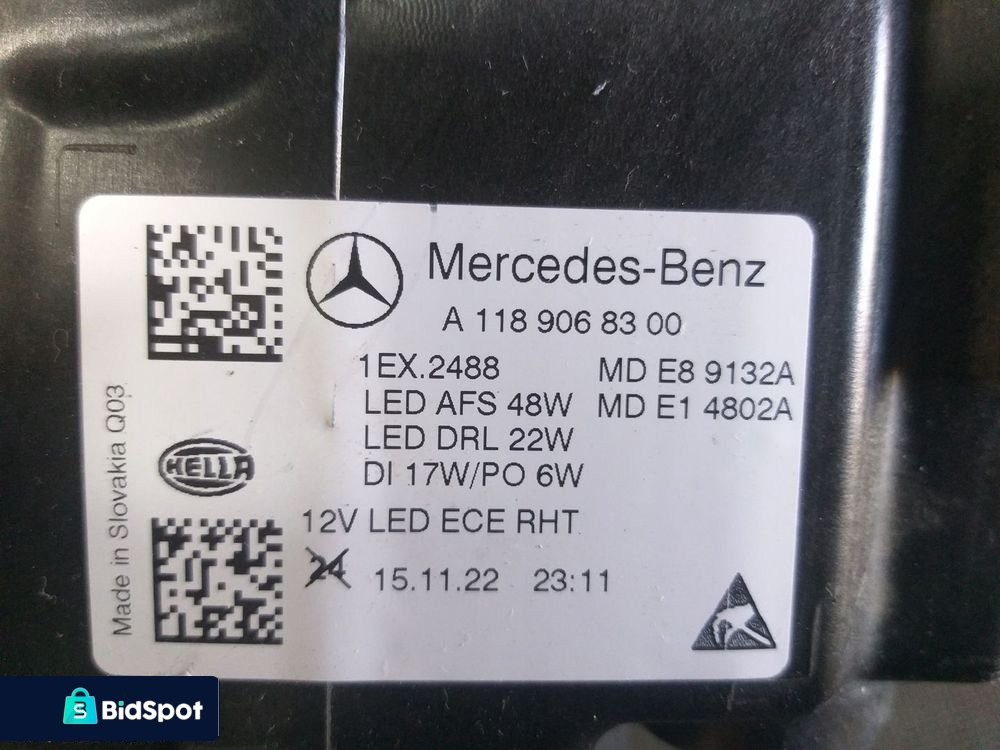 Mercedes-Benz
A 118 906 83 00
1EX.2488 MD E8 9132A
LED AFS 48W MD E1 4802A
LED DRL 22W
DI 17W/PO 6W
HELLA
12V LED ECE RHT
24 15.11.22 23:11
Made in Slovakia Q03
BidSpot